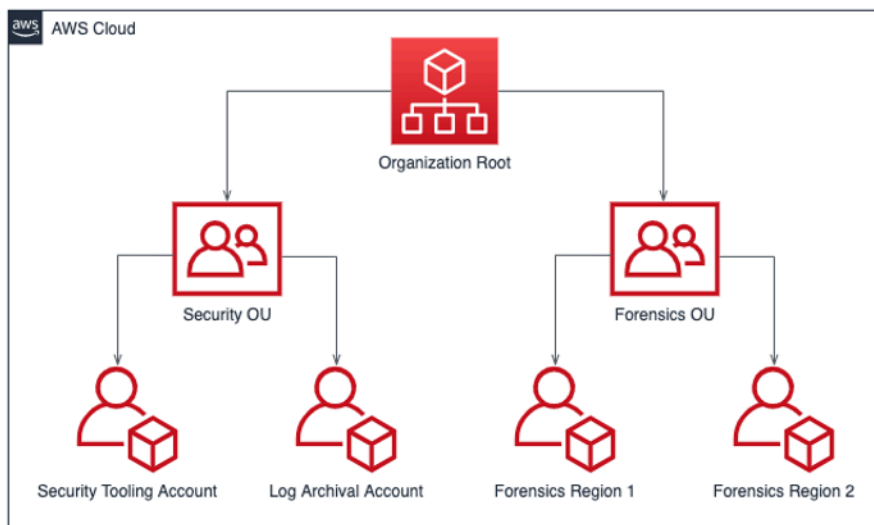 aws
AWS Cloud
Organization Root
Security OU
Forensics OU
Security Tooling Account
Log Archival Account
Forensics Region 1
Forensics Region 2